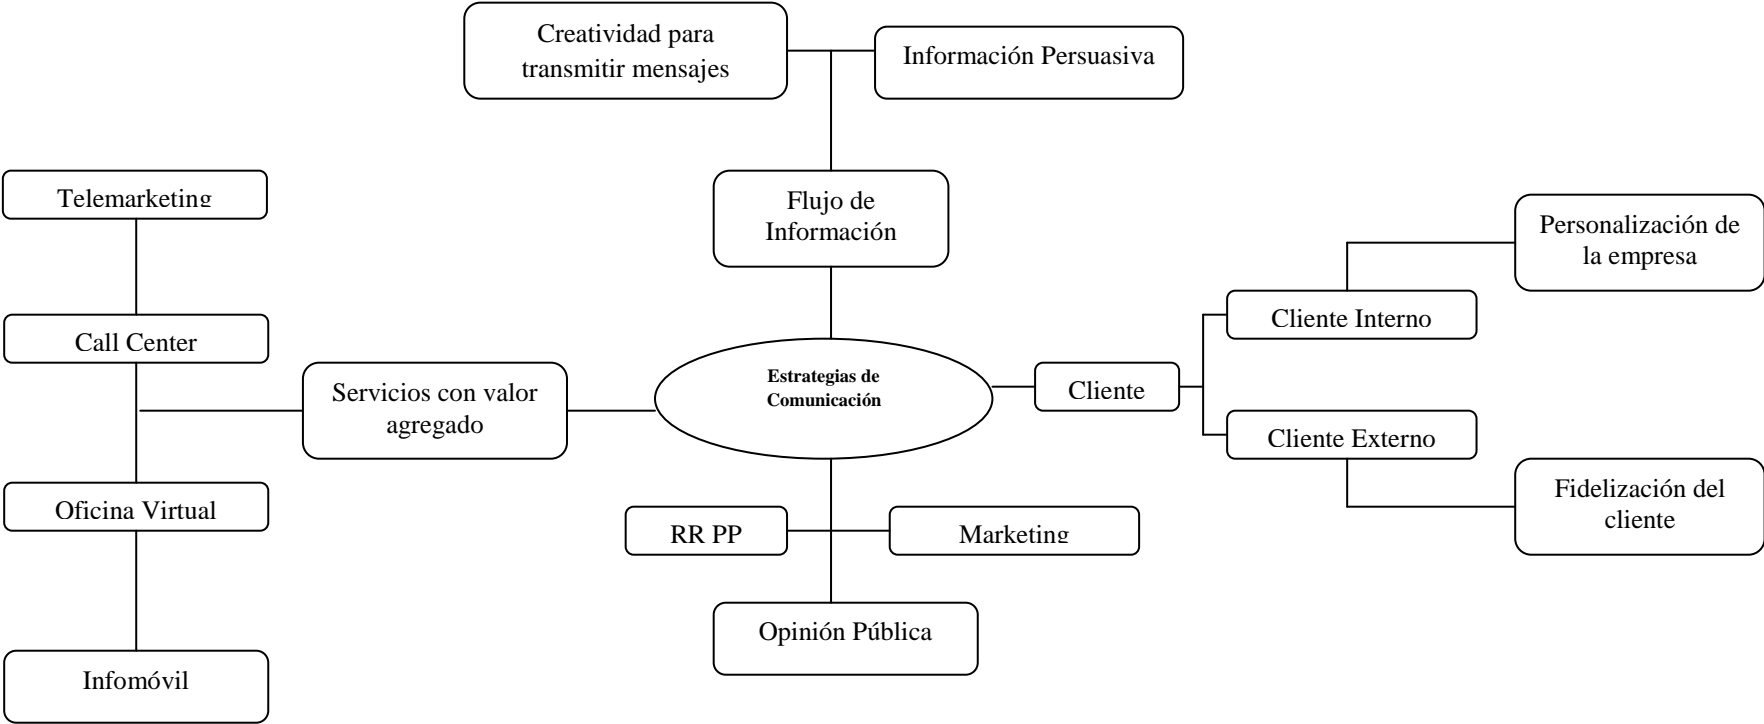 Creatividad para
transmitir mensajes
Información Persuasiva
Telemarketing
Flujo de
Información
Personalización de
la empresa
Cliente Interno
Call Center
Servicios con valor
agregado
Estrategias de
Comunicación
Cliente
Cliente Externo
Oficina Virtual
RR PP
Marketing
Fidelización del
cliente
Opinión Pública
Infomóvil